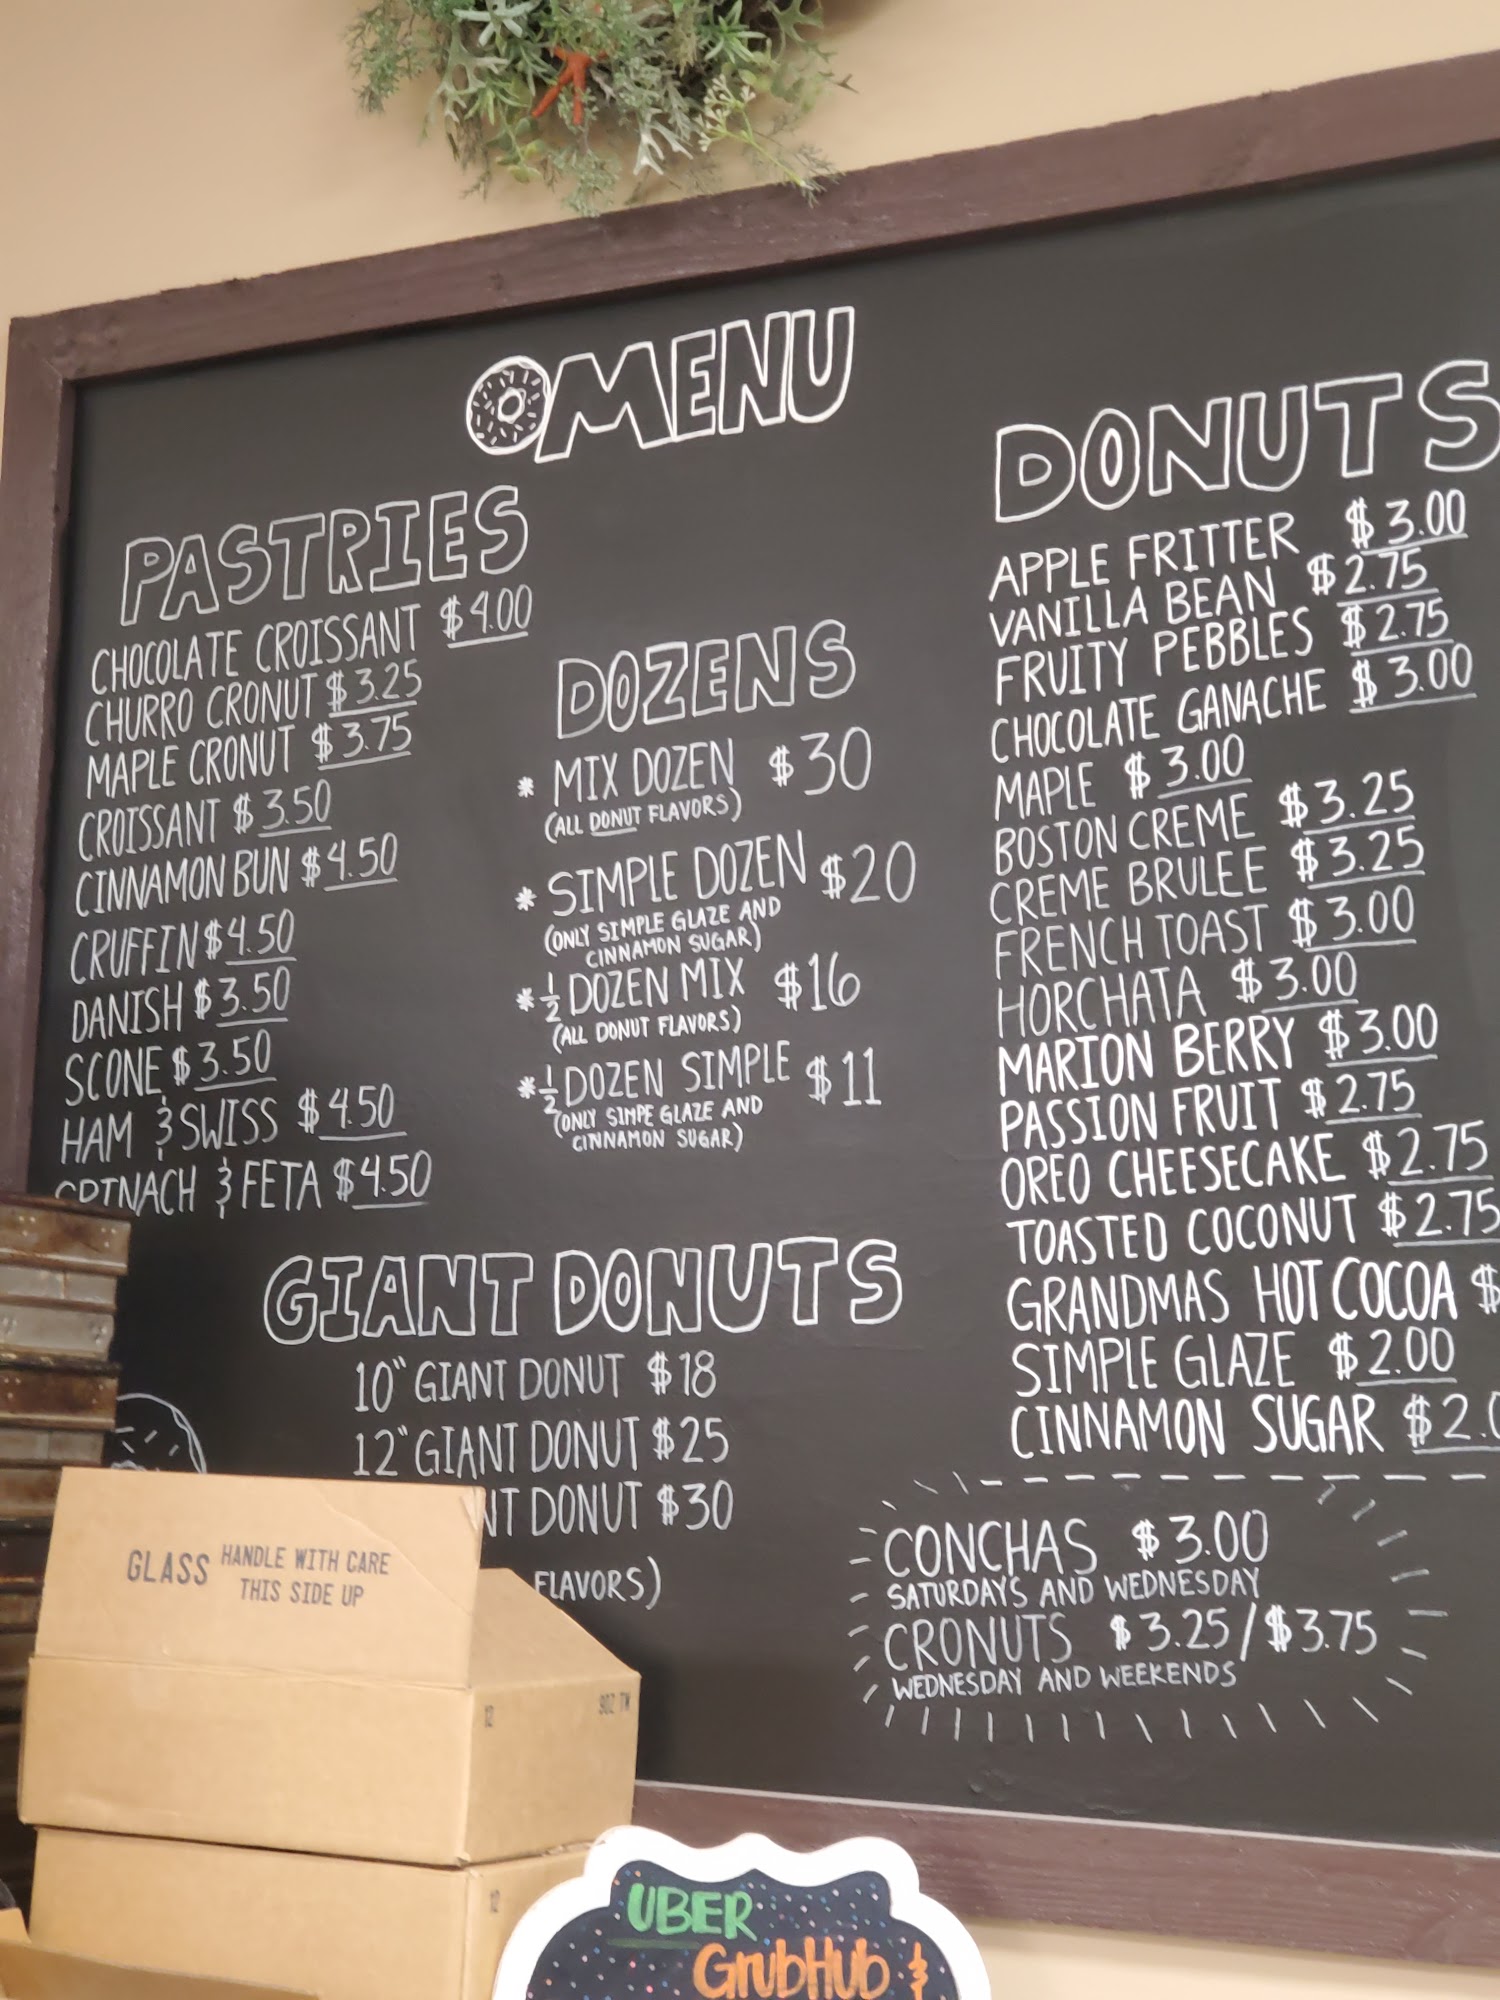 MENU
PASTRIES
CHOCOLATE CROISSANT $4.00
CHURRO CRONUT $3.25
MAPLE CRONUT $3.75
CROISSANT $3.50
CINNAMON BUN $4.50
CRUFFIN $4.50
DANISH $3.50
SCONE $3.50
HAM & SWISS $4.50
SPINACH & FETA $4.50
DOZENS
* MIX DOZEN $30
(ALL DONUT FLAVORS)
* SIMPLE DOZEN $20
(ONLY SIMPLE GLAZE AND
CINNAMON SUGAR)
* ½ DOZEN MIX $16
(ALL DONUT FLAVORS)
* ½ DOZEN SIMPLE $11
(ONLY SIMPE GLAZE AND
CINNAMON SUGAR)
GIANT DONUTS
10" GIANT DONUT $18
12" GIANT DONUT $25
NT DONUT $30
FLAVORS)
DONUTS
APPLE FRITTER $3.00
VANILLA BEAN $2.75
FRUITY PEBBLES $2.75
CHOCOLATE GANACHE $3.00
MAPLE $3.00
BOSTON CREME $3.25
CREME BRULEE $3.25
FRENCH TOAST $3.00
HORCHATA $3.00
MARION BERRY $3.00
PASSION FRUIT $2.75
OREO CHEESECAKE $2.75
TOASTED COCONUT $2.75
GRANDMAS HOT COCOA $
SIMPLE GLAZE $2.00
CINNAMON SUGAR $2.0
CONCHAS $3.00
SATURDAYS AND WEDNESDAY
CRONUTS $3.25/$3.75
WEDNESDAY AND WEEKENDS
GLASS HANDLE WITH CARE
THIS SIDE UP
12
90Z TW
12
UBER
GrubHub &